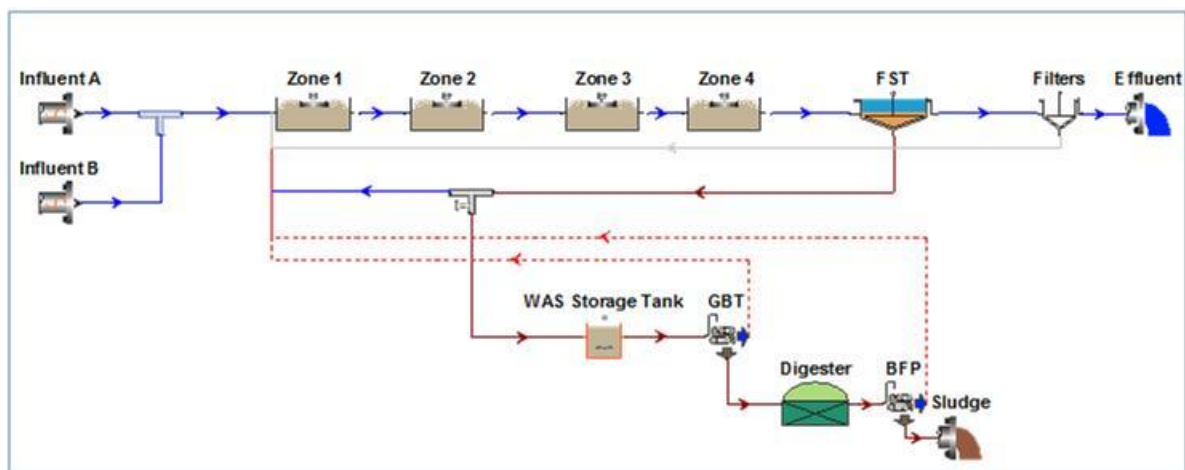 Influent A
Zone 1
Zone 2
Zone 3
Zone 4
FST
Filters
Effluent
Influent B
WAS Storage Tank
GBT
Digester
BFP
Sludge